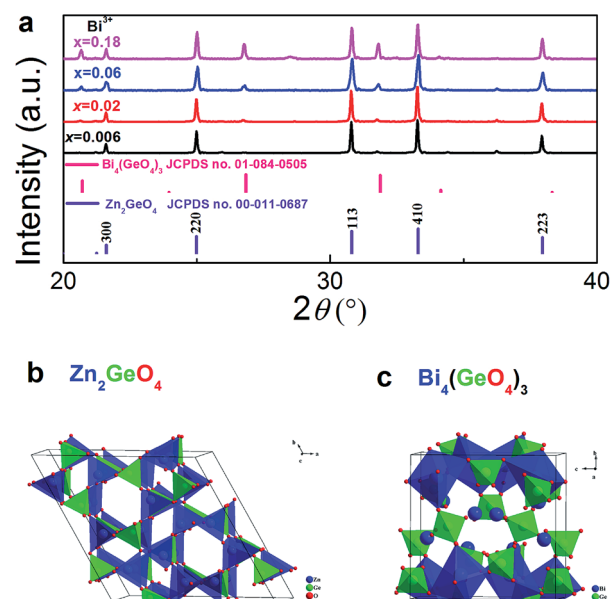 a
Intensity (a.u.)
Bi³⁺
x=0.18
x=0.06
x=0.02
x=0.006
Bi₄(GeO₄)₃ JCPDS no. 01-084-0505
Zn₂GeO₄ JCPDS no. 00-011-0687
300
220
113
410
223
20
30
40
2θ (°)
b Zn₂GeO₄
c Bi₄(GeO₄)₃
b
a
c
b
c
a
Zn
Ge
O
Bi
Ge